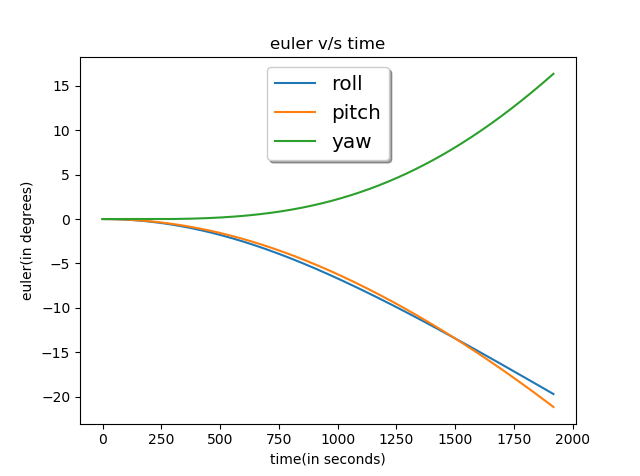 euler v/s time
roll
pitch
yaw
euler(in degrees)
15
10
5
0
−5
−10
−15
−20
0 250 500 750 1000 1250 1500 1750 2000
time(in seconds)